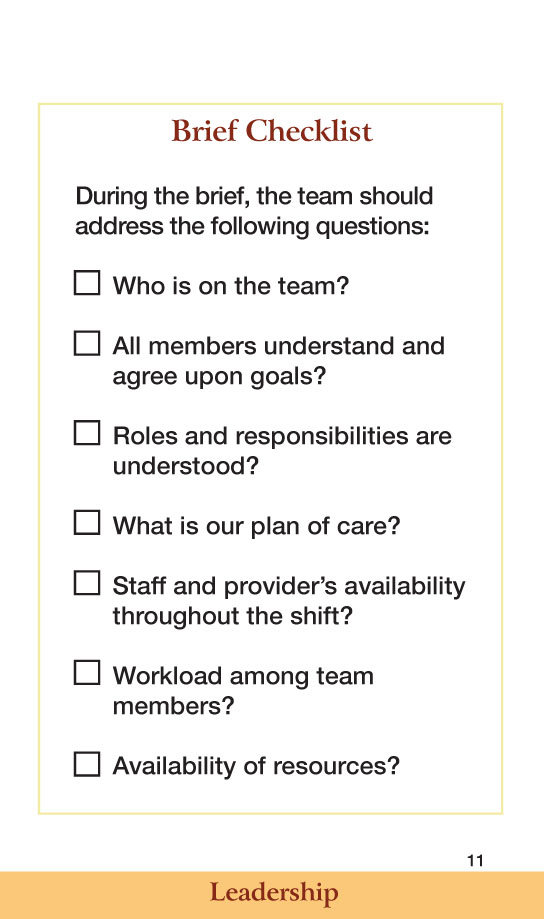 Brief Checklist
During the brief, the team should
address the following questions:
Who is on the team?
All members understand and
agree upon goals?
Roles and responsibilities are
understood?
What is our plan of care?
Staff and provider’s availability
throughout the shift?
Workload among team
members?
Availability of resources?
11
Leadership